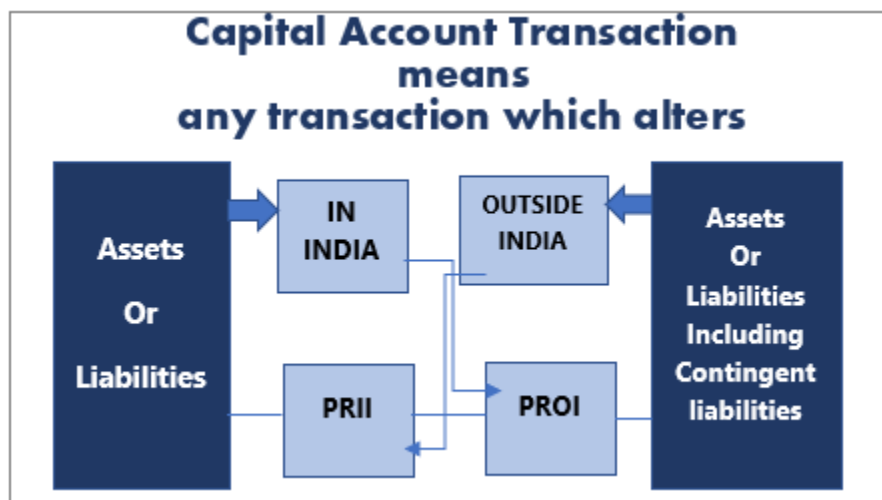 Capital Account Transaction
means
any transaction which alters
Assets
Or
Liabilities
IN
INDIA
OUTSIDE
INDIA
Assets
Or
Liabilities
Including
Contingent
liabilities
PRII
PROI